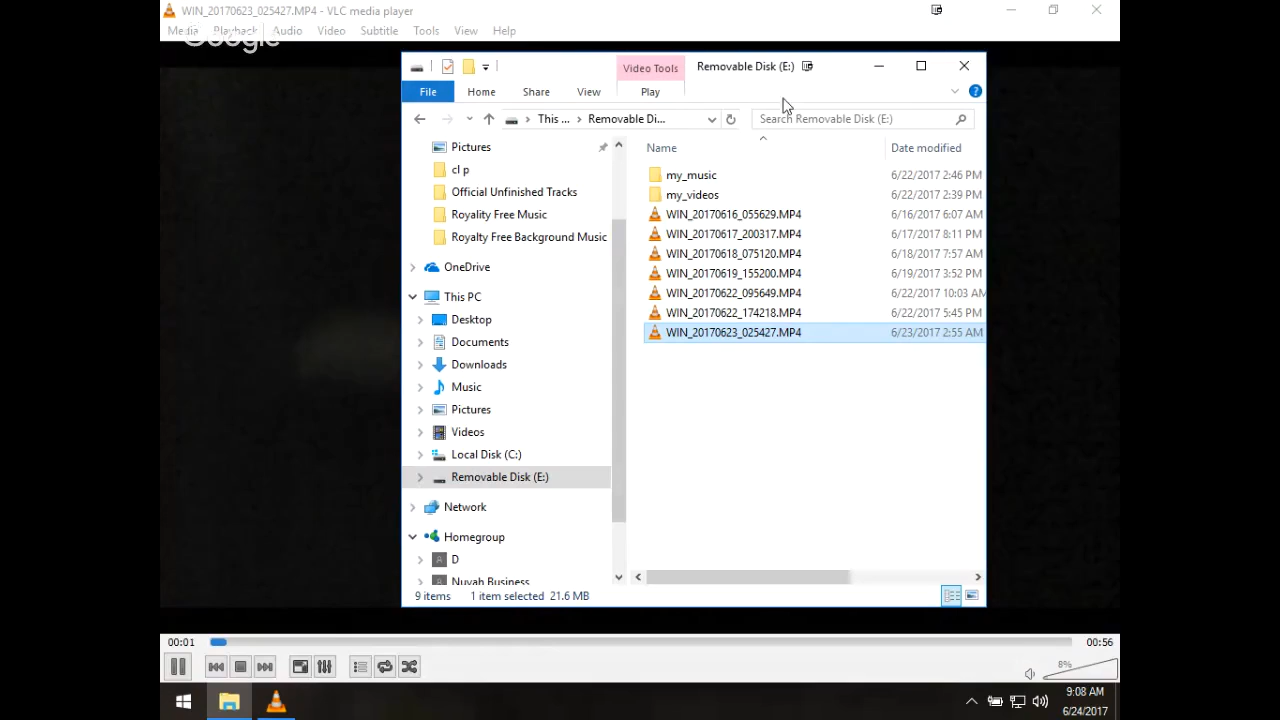 WIN_20170623_025427.MP4 - VLC media player
Media Playback Audio Video Subtitle Tools View Help
Google
Video Tools Removable Disk (E:)
File Home Share View Play
This ... Removable Di... Search Removable Disk (E:)
Pictures
cl p
Official Unfinished Tracks
Royality Free Music
Royalty Free Background Music
OneDrive
This PC
Desktop
Documents
Downloads
Music
Pictures
Videos
Local Disk (C:)
Removable Disk (E:)
Network
Homegroup
D
Nuvah Business
Name Date modified
my_music 6/22/2017 2:46 PM
my_videos 6/22/2017 2:39 PM
WIN_20170616_055629.MP4 6/16/2017 6:07 AM
WIN_20170617_200317.MP4 6/17/2017 8:11 PM
WIN_20170618_075120.MP4 6/18/2017 7:57 AM
WIN_20170619_155200.MP4 6/19/2017 3:52 PM
WIN_20170622_095649.MP4 6/22/2017 10:03 AM
WIN_20170622_174218.MP4 6/22/2017 5:45 PM
WIN_20170623_025427.MP4 6/23/2017 2:55 AM
9 items 1 item selected 21.6 MB
00:01 00:56
8%
9:08 AM
6/24/2017